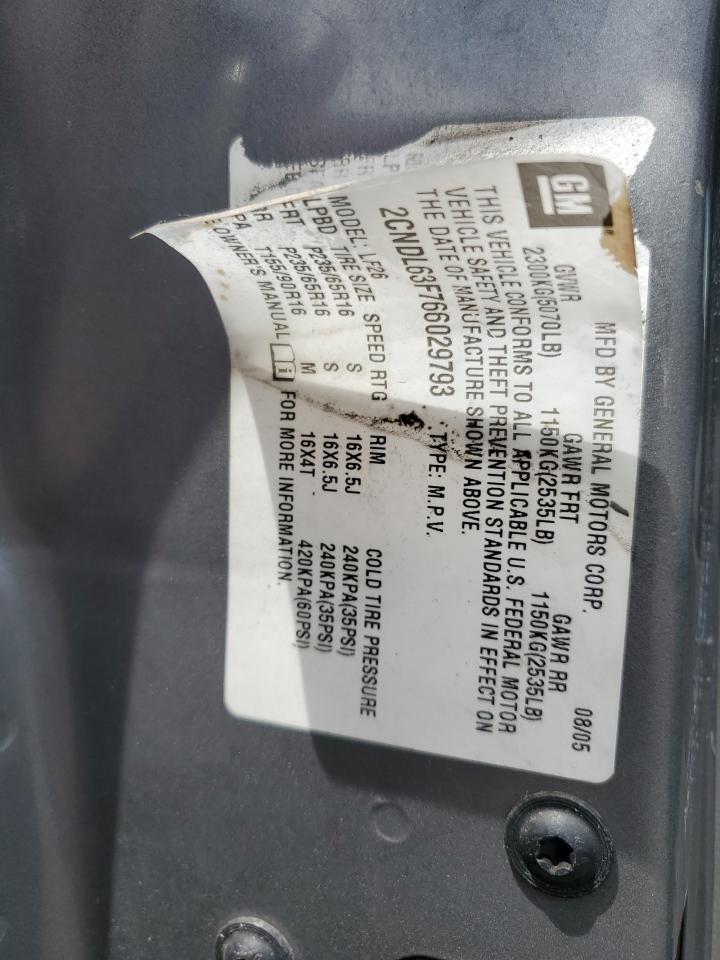 GM
MFD BY GENERAL MOTORS CORP. 08/05
GVWR GAWR FRT GAWR RR
2300KG(5070LB) 1150KG(2535LB) 1150KG(2535LB)
THIS VEHICLE CONFORMS TO ALL APPLICABLE U.S. FEDERAL MOTOR
VEHICLE SAFETY AND THEFT PREVENTION STANDARDS IN EFFECT ON
THE DATE OF MANUFACTURE SHOWN ABOVE.
2CNDL63F766029793 TYPE: M.P.V.
MODEL: LF26
TIRE SIZE SPEED RTG RIM COLD TIRE PRESSURE
P235/65R16 S 16X6.5J 240KPA(35PSI)
P235/65R16 S 16X6.5J 240KPA(35PSI)
T155/90R16 M 16X4T 420KPA(60PSI)
OWNER'S MANUAL i FOR MORE INFORMATION.